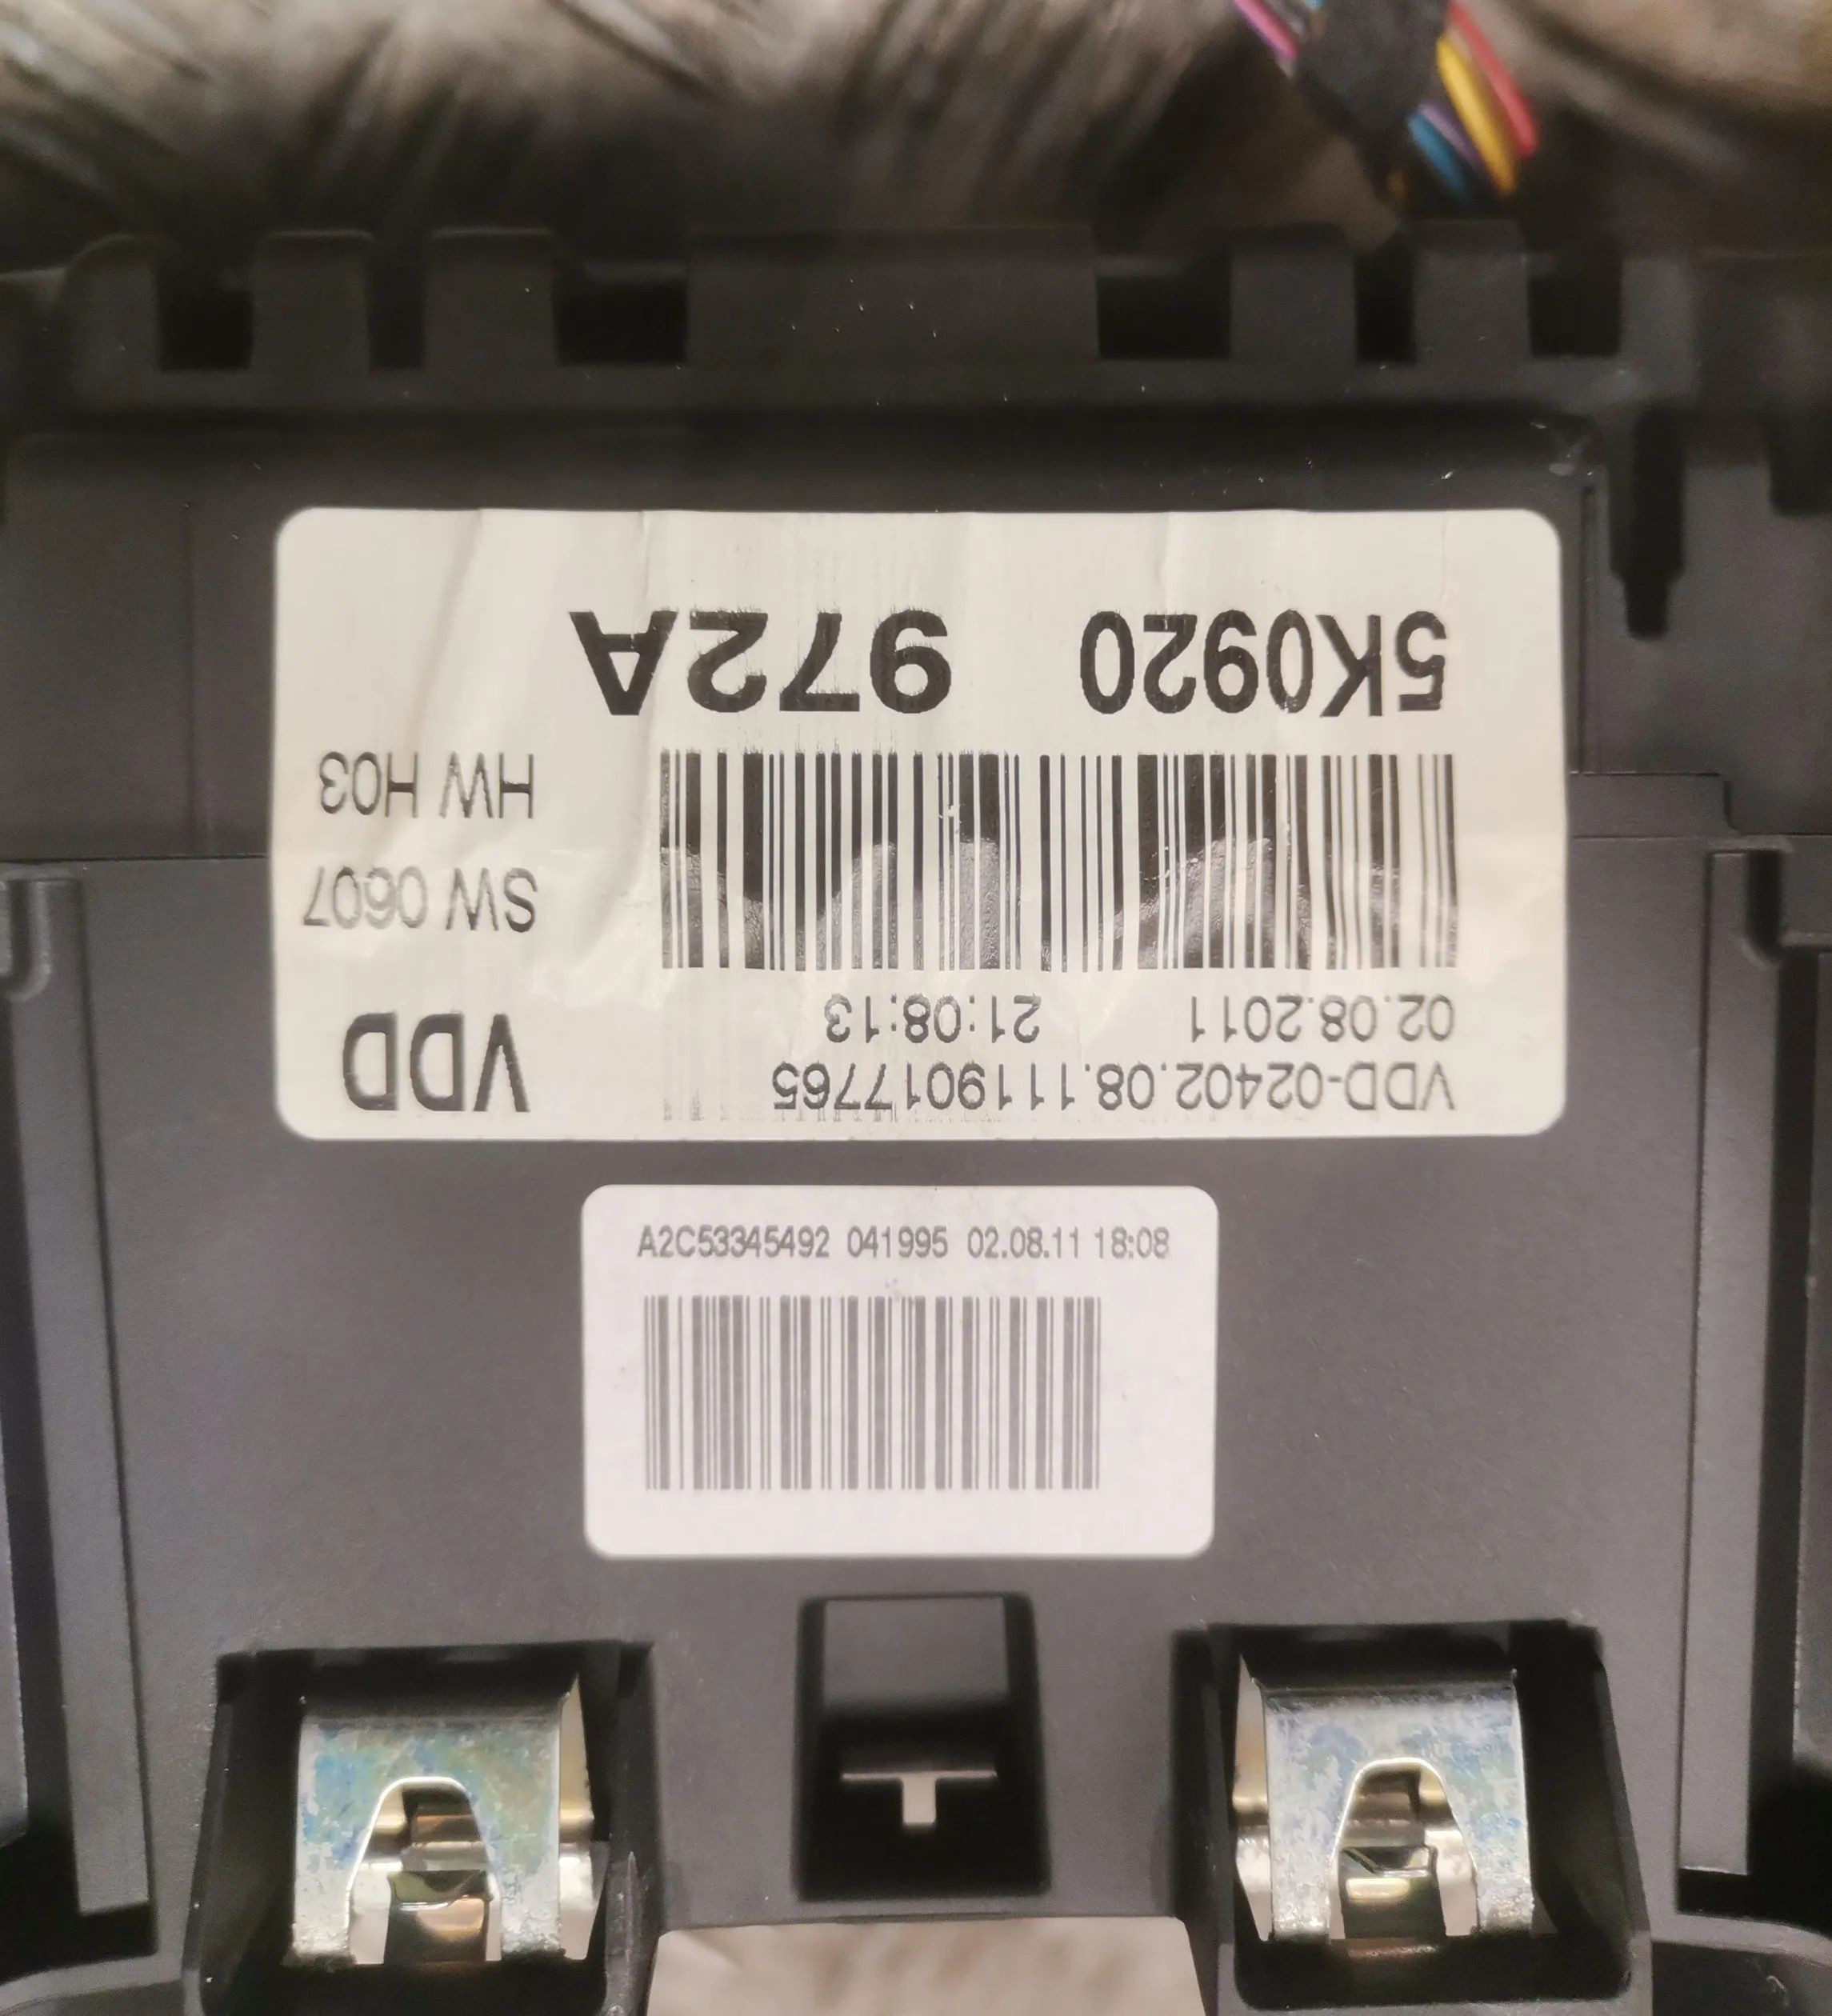 5K0920 972A
HW H03
SW 0607
02.08.2011 21:08:13
VDD-02402.08.1119017765
VDD
A2C53345492 041995 02.08.11 18:08